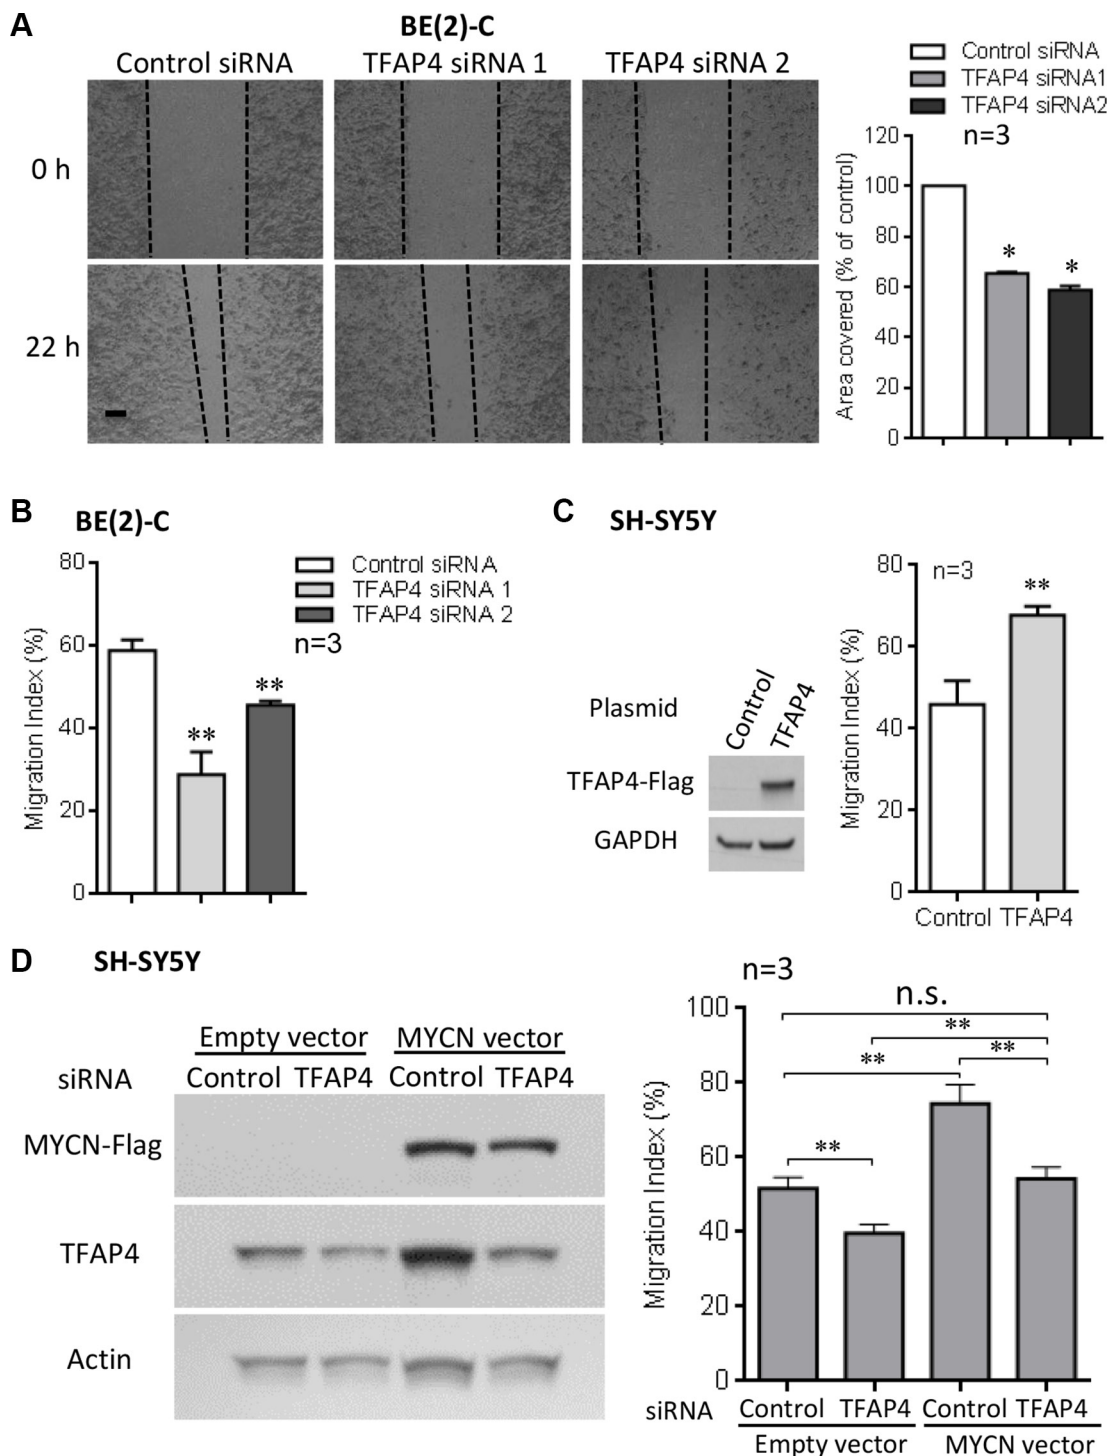 A
BE(2)-C
Control siRNA TFAP4 siRNA 1 TFAP4 siRNA 2
0 h
22 h
Control siRNA
TFAP4 siRNA1
TFAP4 siRNA2
n=3
120
100
80
60
40
20
0
Area covered (% of control)
*
*
B
BE(2)-C
Control siRNA
TFAP4 siRNA 1
TFAP4 siRNA 2
n=3
80
60
40
20
0
Migration Index (%)
**
**
C
SH-SY5Y
Plasmid
Control
TFAP4
TFAP4-Flag
GAPDH
n=3
80
60
40
20
0
Migration Index (%)
**
Control TFAP4
D
SH-SY5Y
Empty vector MYCN vector
siRNA Control TFAP4 Control TFAP4
MYCN-Flag
TFAP4
Actin
n=3
n.s.
**
**
**
**
100
80
60
40
20
0
Migration Index (%)
siRNA Control TFAP4 Control TFAP4
Empty vector MYCN vector